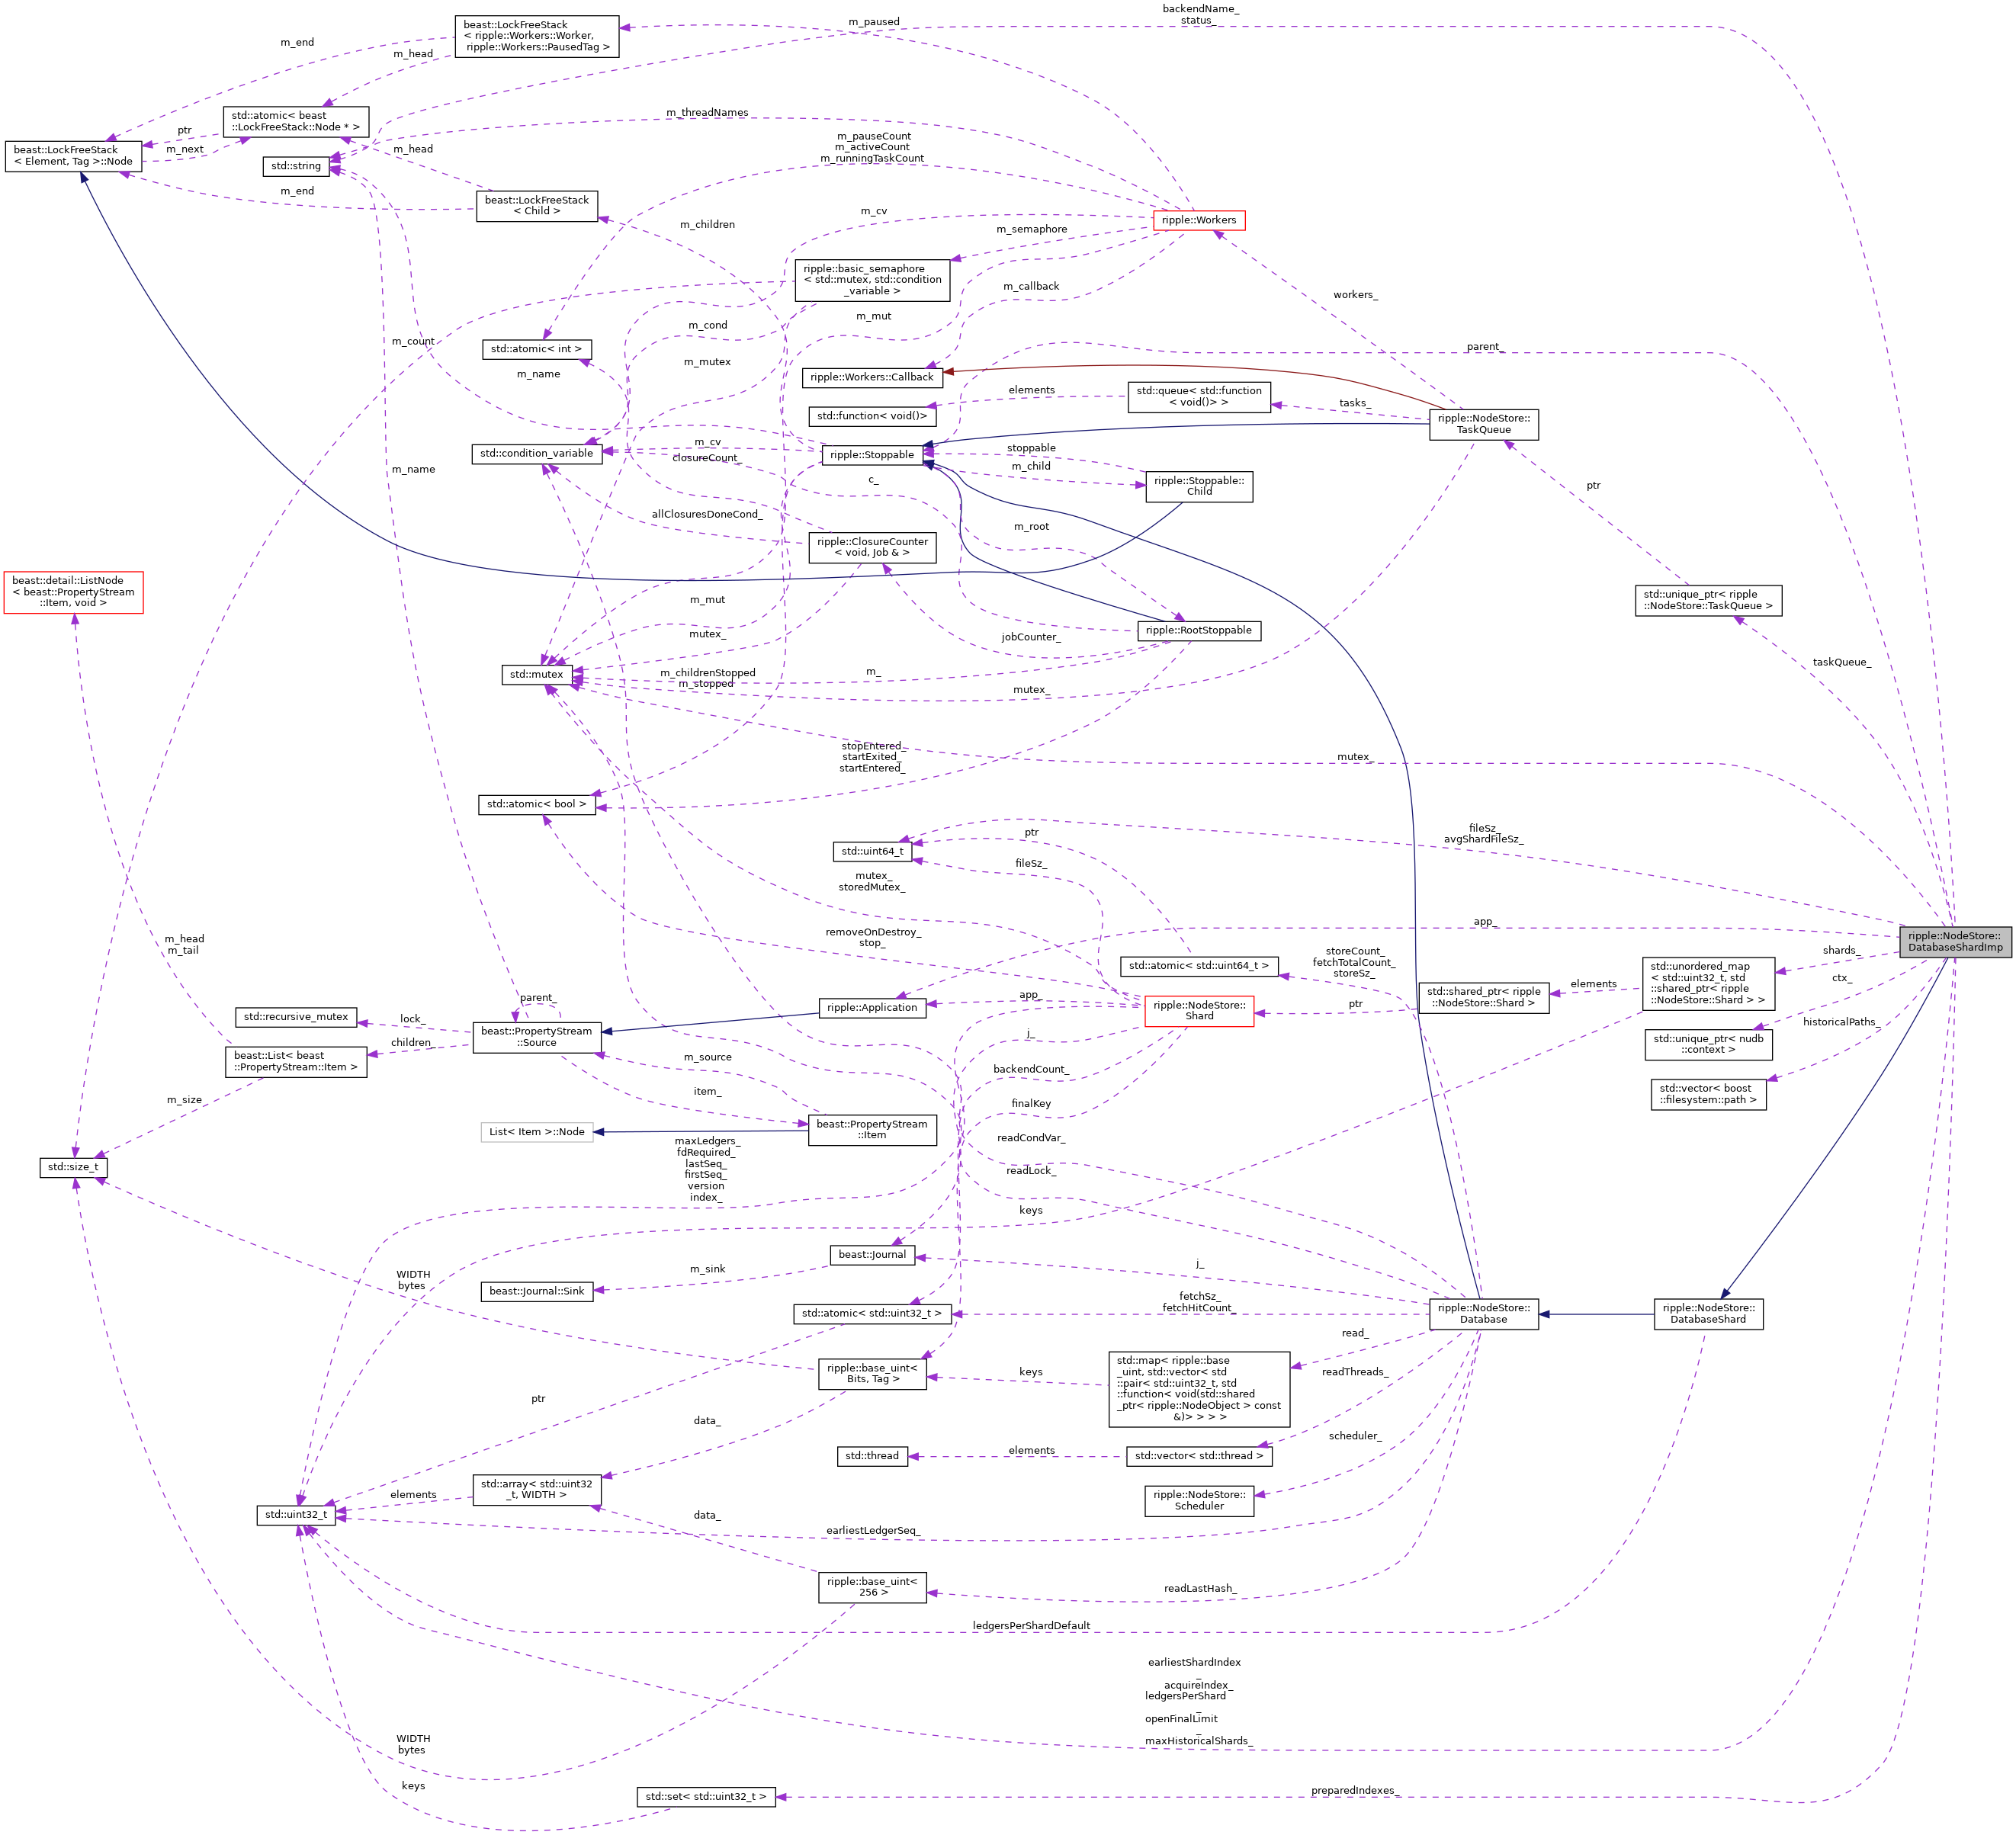 backendName_
status_
beast::LockFreeStack
< ripple::Workers::Worker,
ripple::Workers::PausedTag >
m_paused
m_end
m_head
std::atomic< beast
::LockFreeStack::Node * >
m_threadNames
ptr
m_pauseCount
m_activeCount
m_runningTaskCount
beast::LockFreeStack
< Element, Tag >::Node
m_next
m_head
std::string
m_end
beast::LockFreeStack
< Child >
m_cv
ripple::Workers
m_children
m_semaphore
ripple::basic_semaphore
< std::mutex, std::condition
_variable >
m_callback
workers_
m_mut
m_cond
m_count
std::atomic< int >
parent_
m_mutex
m_name
ripple::Workers::Callback
elements
std::queue< std::function
< void()> >
tasks_
std::function< void()>
ripple::NodeStore::
TaskQueue
m_cv
stoppable
std::condition_variable
ripple::Stoppable
closureCount_
m_child
m_name
c_
ripple::Stoppable::
Child
ptr
allClosuresDoneCond_
m_root
ripple::ClosureCounter
< void, Job & >
beast::detail::ListNode
< beast::PropertyStream
::Item, void >
m_mut
std::unique_ptr< ripple
::NodeStore::TaskQueue >
mutex_
jobCounter_
ripple::RootStoppable
taskQueue_
std::mutex
m_childrenStopped
m_stopped
m_
mutex_
stopEntered_
startExited_
startEntered_
mutex_
std::atomic< bool >
ptr
fileSz_
avgShardFileSz_
std::uint64_t
fileSz_
mutex_
storedMutex_
app_
removeOnDestroy_
stop_
m_head
m_tail
storeCount_
fetchTotalCount_
storeSz_
shards_
ripple::NodeStore::
DatabaseShardImp
std::atomic< std::uint64_t >
std::unordered_map
< std::uint32_t, std
::shared_ptr< ripple
::NodeStore::Shard > >
ctx_
elements
std::shared_ptr< ripple
::NodeStore::Shard >
parent_
app_
ptr
ripple::Application
ripple::NodeStore::
Shard
std::recursive_mutex
lock_
beast::PropertyStream
::Source
historicalPaths_
j_
children_
std::unique_ptr< nudb
::context >
beast::List< beast
::PropertyStream::Item >
m_source
backendCount_
item_
std::vector< boost
::filesystem::path >
m_size
finalKey
List< Item >::Node
beast::PropertyStream
::Item
maxLedgers_
fdRequired_
lastSeq_
firstSeq_
version
index_
readCondVar_
std::size_t
readLock_
keys
beast::Journal
j_
m_sink
WIDTH
bytes
beast::Journal::Sink
fetchSz_
fetchHitCount_
std::atomic< std::uint32_t >
ripple::NodeStore::
Database
ripple::NodeStore::
DatabaseShard
read_
std::map< ripple::base
_uint, std::vector< std
::pair< std::uint32_t, std
::function< void(std::shared
_ptr< ripple::NodeObject > const
&)> > > >
ripple::base_uint<
Bits, Tag >
keys
readThreads_
ptr
data_
scheduler_
std::thread
elements
std::vector< std::thread >
std::array< std::uint32
_t, WIDTH >
elements
ripple::NodeStore::
Scheduler
std::uint32_t
data_
earliestLedgerSeq_
ripple::base_uint<
256 >
readLastHash_
ledgersPerShardDefault
earliestShardIndex
_
acquireIndex_
ledgersPerShard
_
openFinalLimit
_
maxHistoricalShards_
WIDTH
bytes
keys
std::set< std::uint32_t >
preparedIndexes_